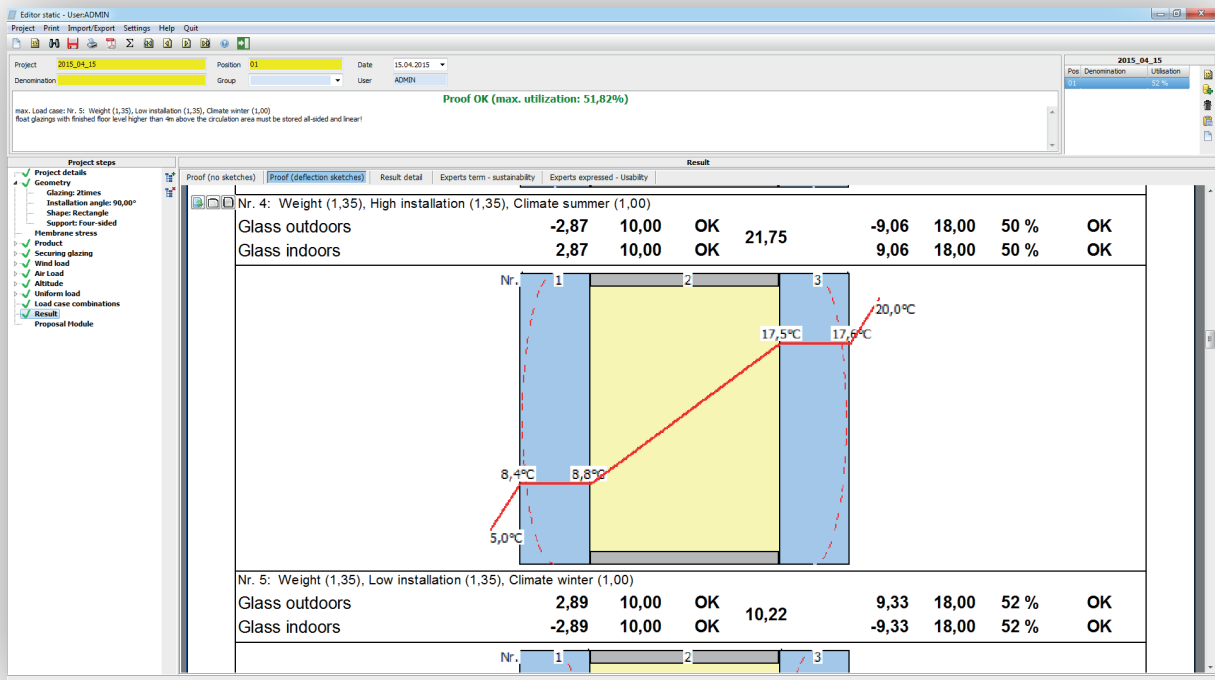 Editor static - User:ADMIN
Project Print Import/Export Settings Help Quit
Project 2015_04_15 Position 01 Date 15.04.2015
Denomination Group User ADMIN
Proof OK (max. utilization: 51,82%)
max. Load case: Nr. 5: Weight (1,35), Low installation (1,35), Climate winter (1,00)
float glazings with finished floor level higher than 4m above the circulation area must be stored all-sided and linear!
2015_04_15
Pos Denomination Utilisation
01 52 %
Project steps
Project details
Geometry
Glazing: 2times
Installation angle: 90,00°
Shape: Rectangle
Support: Four-sided
Membrane stress
Product
Securing glazing
Wind load
Air Load
Altitude
Uniform load
Load case combinations
Result
Proposal Module
Result
Proof (no sketches) Proof (deflection sketches) Result detail Experts term - sustainability Experts expressed - Usability
Nr. 4: Weight (1,35), High installation (1,35), Climate summer (1,00)
Glass outdoors -2,87 10,00 OK -9,06 18,00 50 % OK
21,75
Glass indoors 2,87 10,00 OK 9,06 18,00 50 % OK
Nr. 1 2 3
20,0°C
17,5°C 17,6°C
8,4°C 8,8°C
5,0°C
Nr. 5: Weight (1,35), Low installation (1,35), Climate winter (1,00)
Glass outdoors 2,89 10,00 OK 9,33 18,00 52 % OK
10,22
Glass indoors -2,89 10,00 OK -9,33 18,00 52 % OK
Nr. 1 2 3